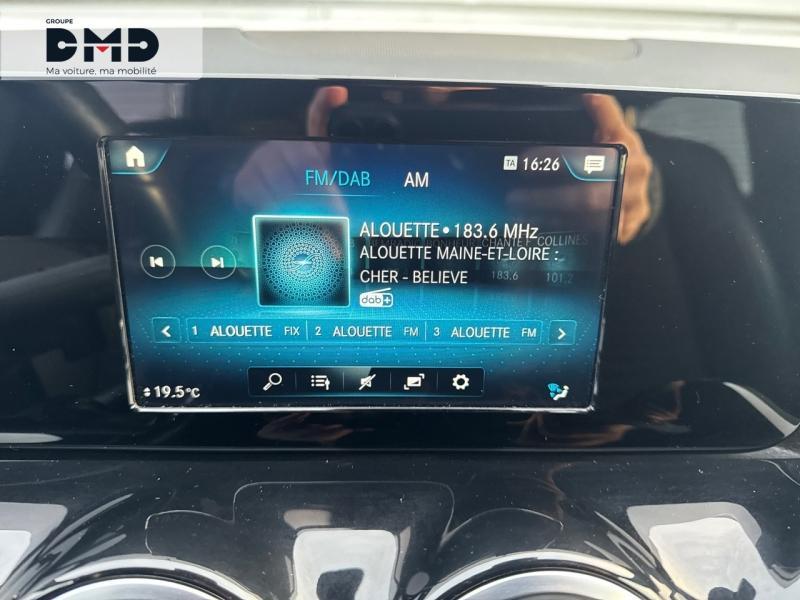 GROUPE
DMD
Ma voiture, ma mobilité
TA 16:26
FM/DAB AM
ALOUETTE • 183.6 MHz
CHANTE F COLLINES
ALOUETTE MAINE-ET-LOIRE :
CHER - BELIEVE 183.6 101.2
dab+
1 ALOUETTE FIX 2 ALOUETTE FM 3 ALOUETTE FM
19.5°C